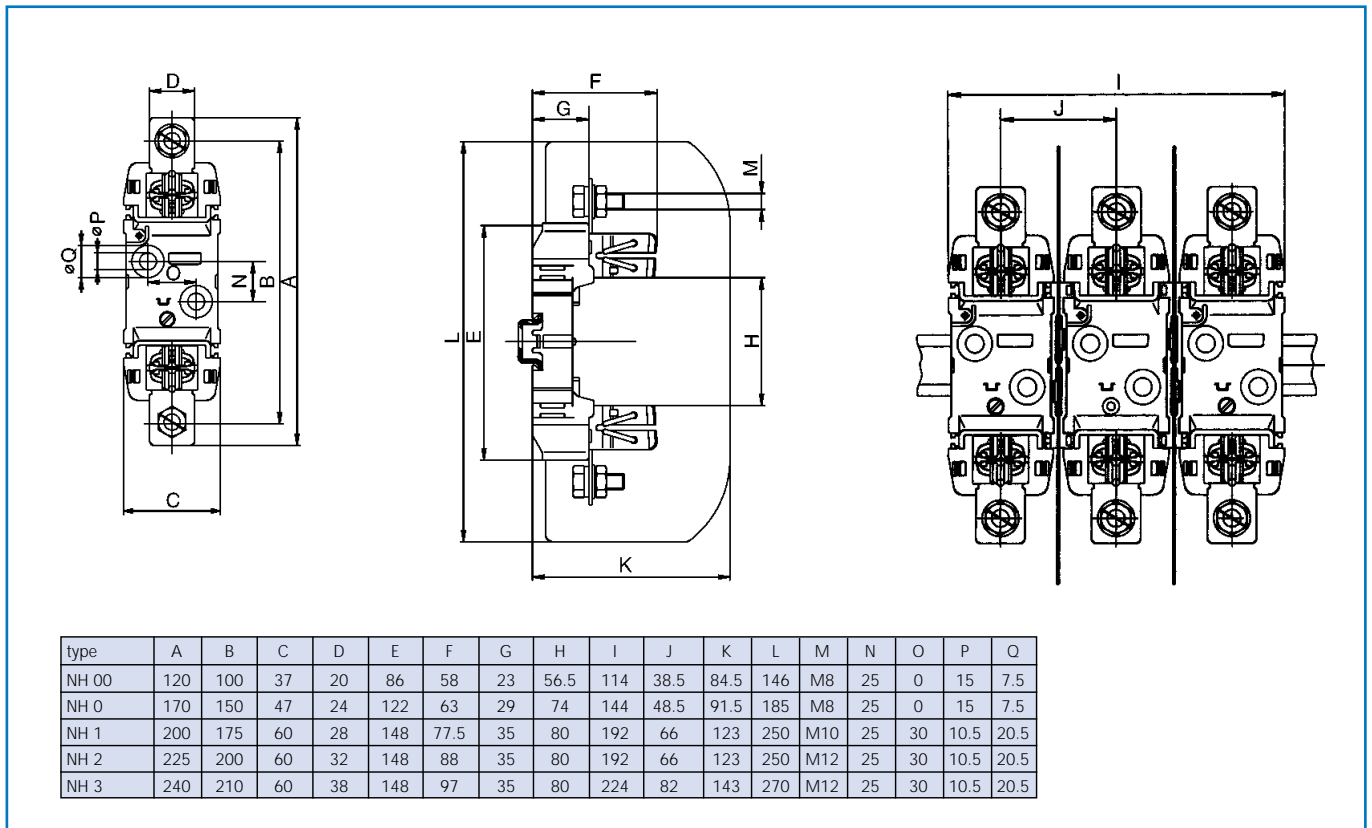 D
F
G
I
J
M
øP
øQ
O
N
B
A
L
E
H
C
K
type A B C D E F G H I J K L M N O P Q
NH 00 120 100 37 20 86 58 23 56.5 114 38.5 84.5 146 M8 25 0 15 7.5
NH 0 170 150 47 24 122 63 29 74 144 48.5 91.5 185 M8 25 0 15 7.5
NH 1 200 175 60 28 148 77.5 35 80 192 66 123 250 M10 25 30 10.5 20.5
NH 2 225 200 60 32 148 88 35 80 192 66 123 250 M12 25 30 10.5 20.5
NH 3 240 210 60 38 148 97 35 80 224 82 143 270 M12 25 30 10.5 20.5